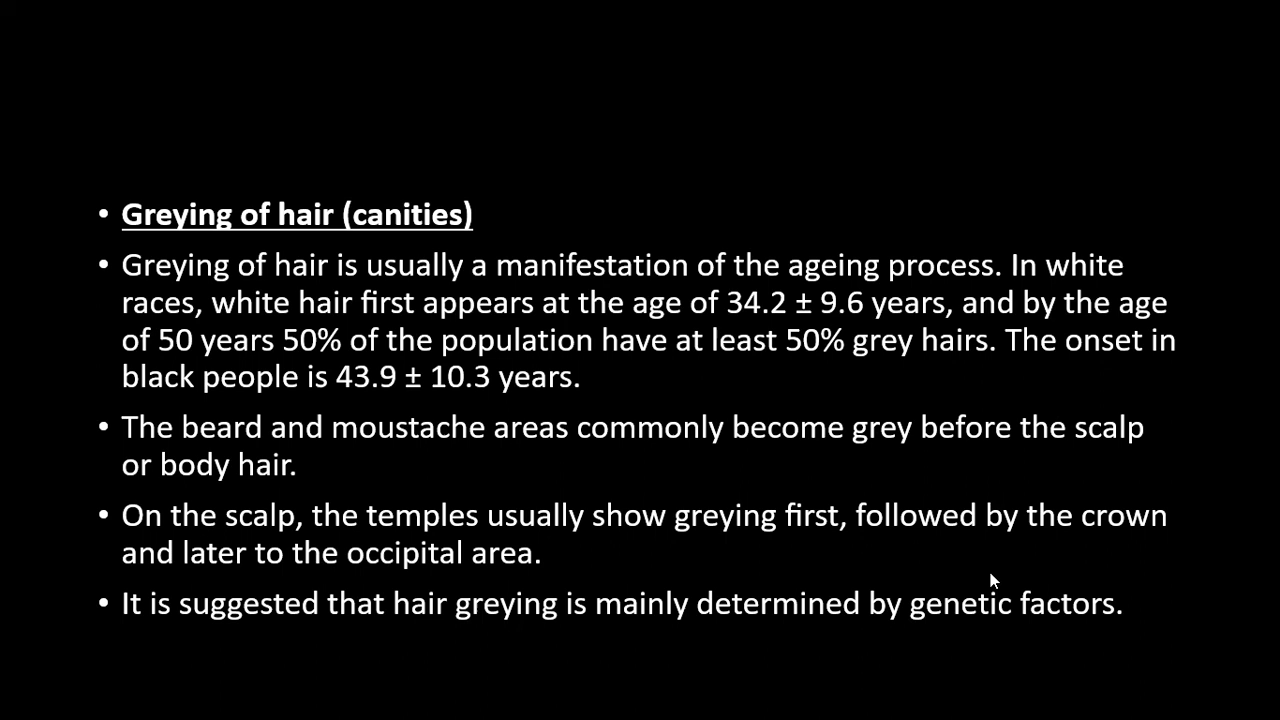 • Greying of hair (canities)
• Greying of hair is usually a manifestation of the ageing process. In white
races, white hair first appears at the age of 34.2 ± 9.6 years, and by the age
of 50 years 50% of the population have at least 50% grey hairs. The onset in
black people is 43.9 ± 10.3 years.
• The beard and moustache areas commonly become grey before the scalp
or body hair.
• On the scalp, the temples usually show greying first, followed by the crown
and later to the occipital area.
• It is suggested that hair greying is mainly determined by genetic factors.